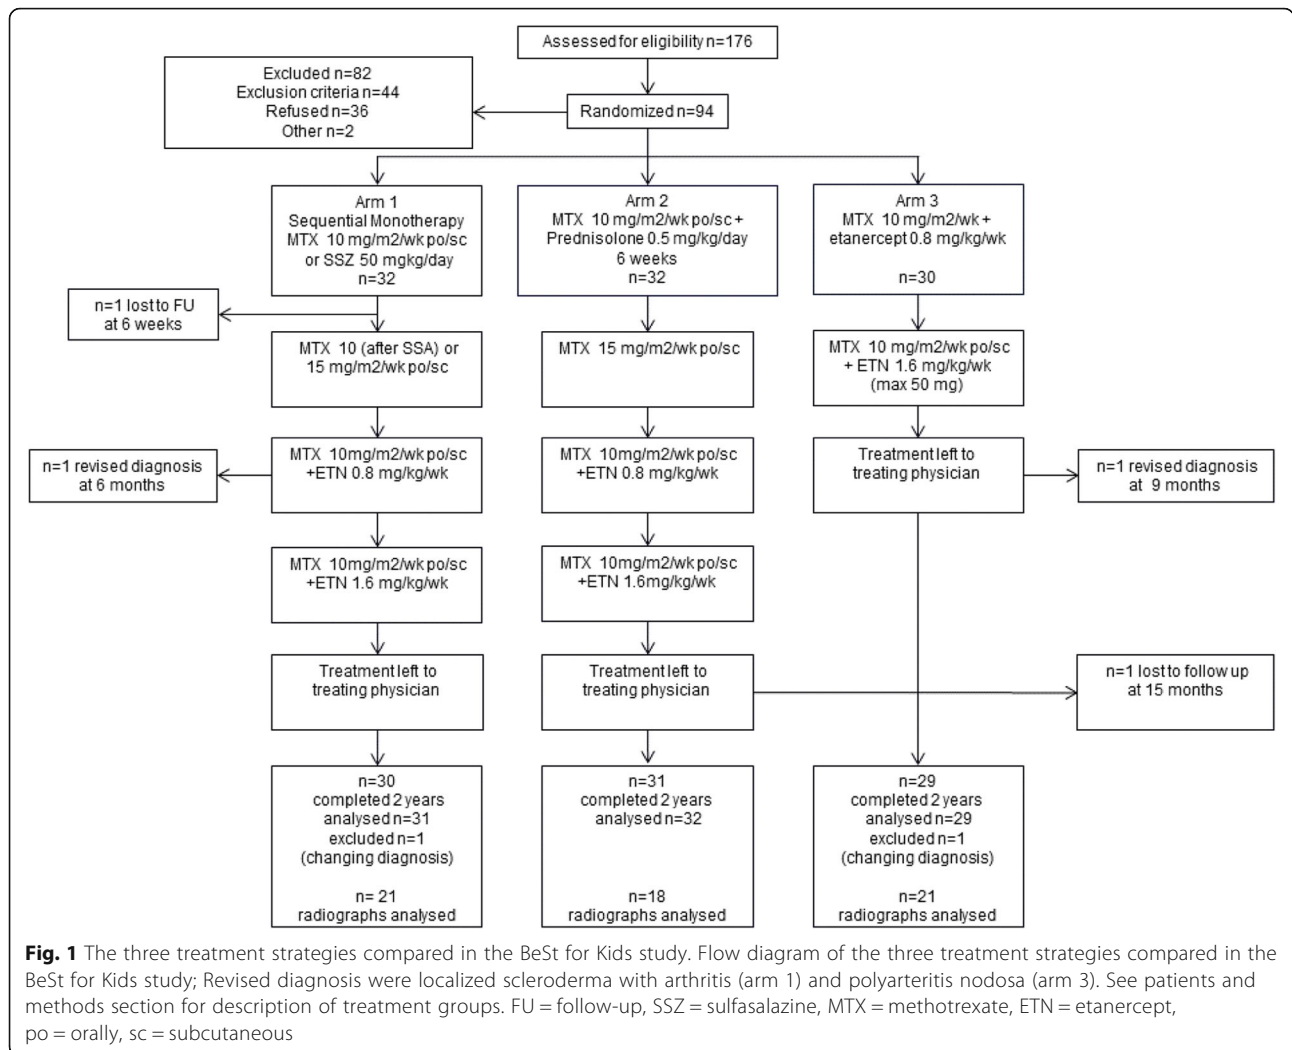 Assessed for eligibility n=176
Excluded n=82
Exclusion criteria n=44
Refused n=36
Other n=2
Randomized n=94
Arm 1
Sequential Monotherapy
MTX 10 mg/m2/wk po/sc
or SSZ 50 mgkg/day
n=32
Arm 2
MTX 10 mg/m2/wk po/sc +
Prednisolone 0.5 mg/kg/day
6 weeks
n=32
Arm 3
MTX 10 mg/m2/wk +
etanercept 0.8 mg/kg/wk
n=30
n=1 lost to FU
at 6 weeks
MTX 10 (after SSA) or
15 mg/m2/wk po/sc
MTX 15 mg/m2/wk po/sc
MTX 10 mg/m2/wk po/sc
+ ETN 1.6 mg/kg/wk
(max 50 mg)
n=1 revised diagnosis
at 6 months
MTX 10mg/m2/wk po/sc
+ETN 0.8 mg/kg/wk
MTX 10mg/m2/wk po/sc
+ETN 0.8 mg/kg/wk
Treatment left to
treating physician
n=1 revised diagnosis
at 9 months
MTX 10mg/m2/wk po/sc
+ETN 1.6 mg/kg/wk
MTX 10mg/m2/wk po/sc
+ETN 1.6mg/kg/wk
Treatment left to
treating physician
Treatment left to
treating physician
n=1 lost to follow up
at 15 months
n=30
completed 2 years
analysed n=31
excluded n=1
(changing diagnosis)
n= 21
radiographs analysed
n=31
completed 2 years
analysed n=32
n=18
radiographs analysed
n=29
completed 2 years
analysed n=29
excluded n=1
(changing diagnosis)
n=21
radiographs analysed
Fig. 1 The three treatment strategies compared in the BeSt for Kids study. Flow diagram of the three treatment strategies compared in the
BeSt for Kids study; Revised diagnosis were localized scleroderma with arthritis (arm 1) and polyarteritis nodosa (arm 3). See patients and
methods section for description of treatment groups. FU = follow-up, SSZ = sulfasalazine, MTX = methotrexate, ETN = etanercept,
po = orally, sc = subcutaneous